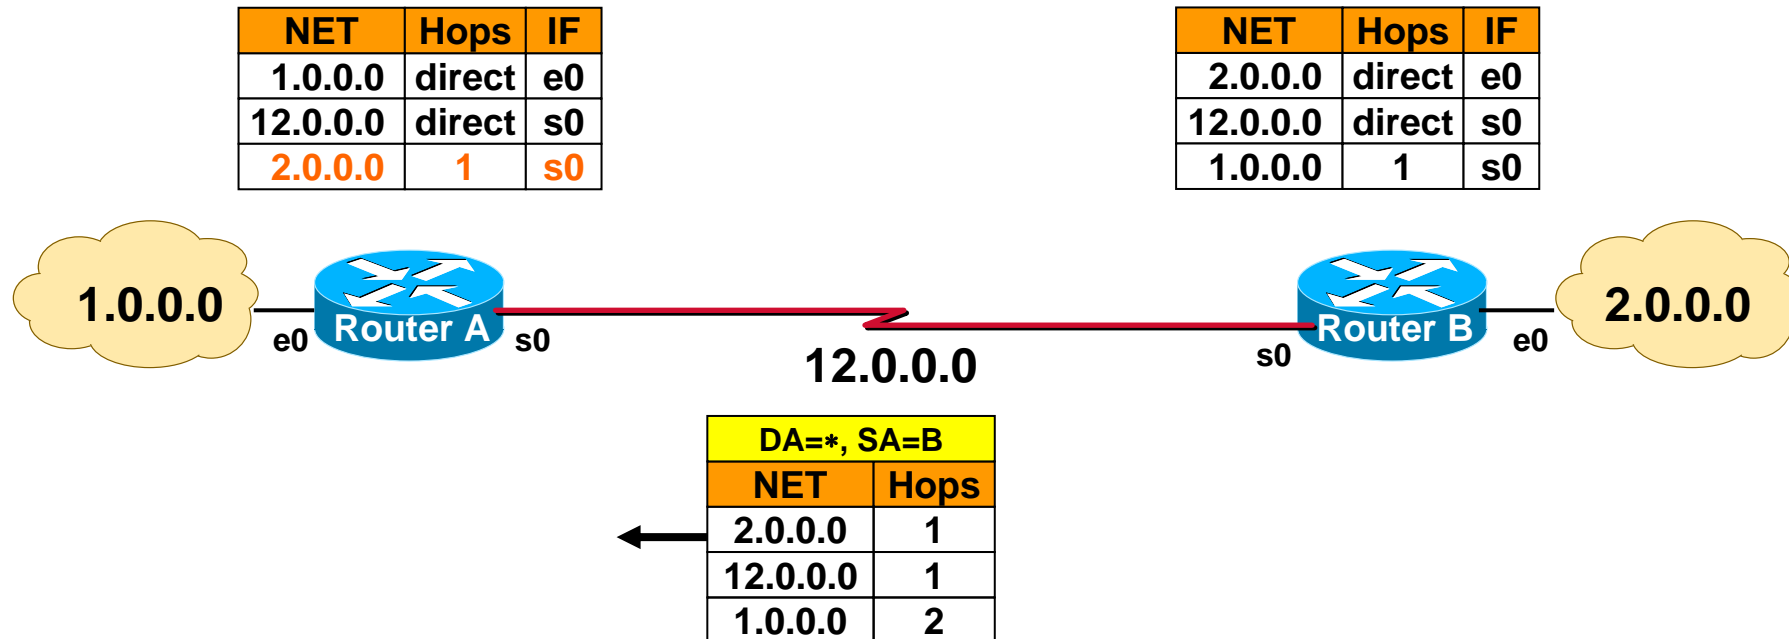 NET Hops IF
1.0.0.0 direct e0
12.0.0.0 direct s0
2.0.0.0 1 s0
NET Hops IF
2.0.0.0 direct e0
12.0.0.0 direct s0
1.0.0.0 1 s0
1.0.0.0
e0
Router A
s0
12.0.0.0
s0
Router B
e0
2.0.0.0
DA=*, SA=B
NET Hops
2.0.0.0 1
12.0.0.0 1
1.0.0.0 2